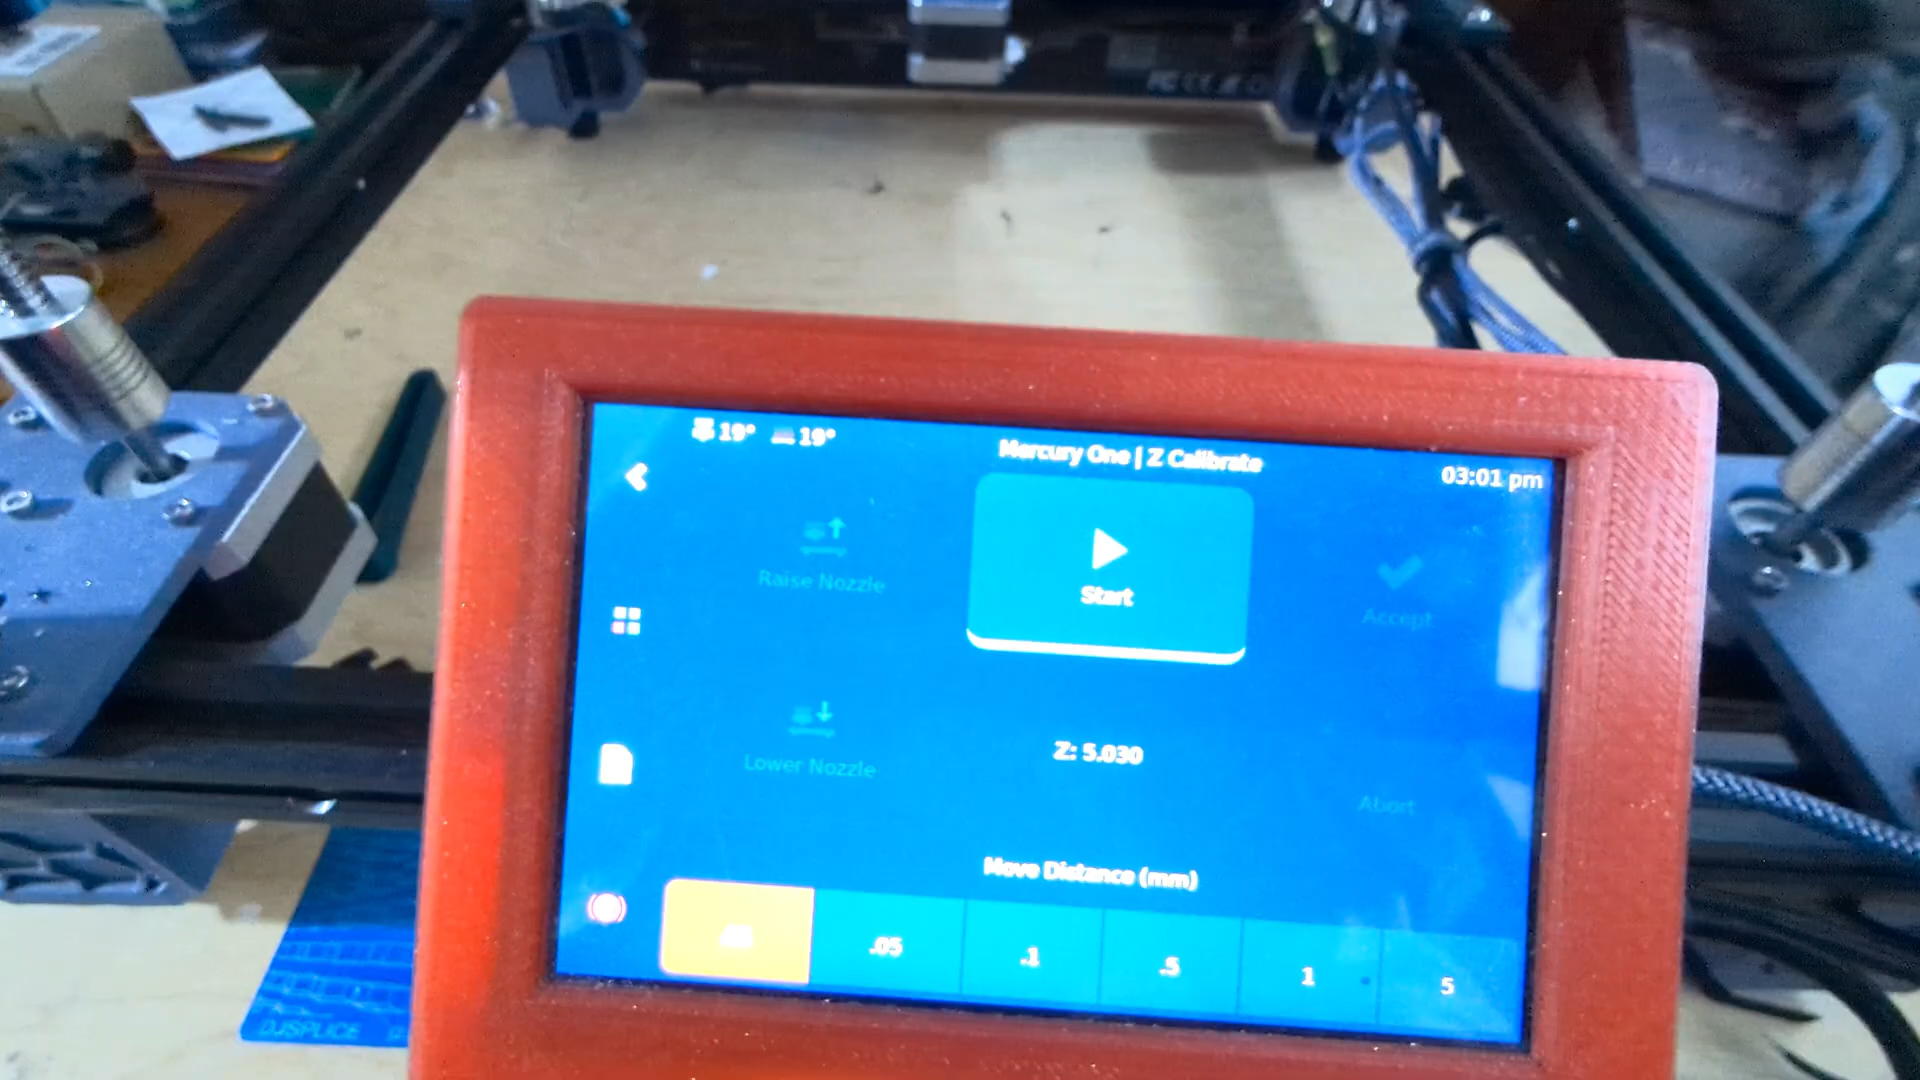 19° 19°
Mercury One | Z Calibrate
03:01 pm
Raise Nozzle
Start
Accept
Lower Nozzle
Z: 5.030
Abort
Move Distance (mm)
.05 .1 .5 1 5
DJSPLICE